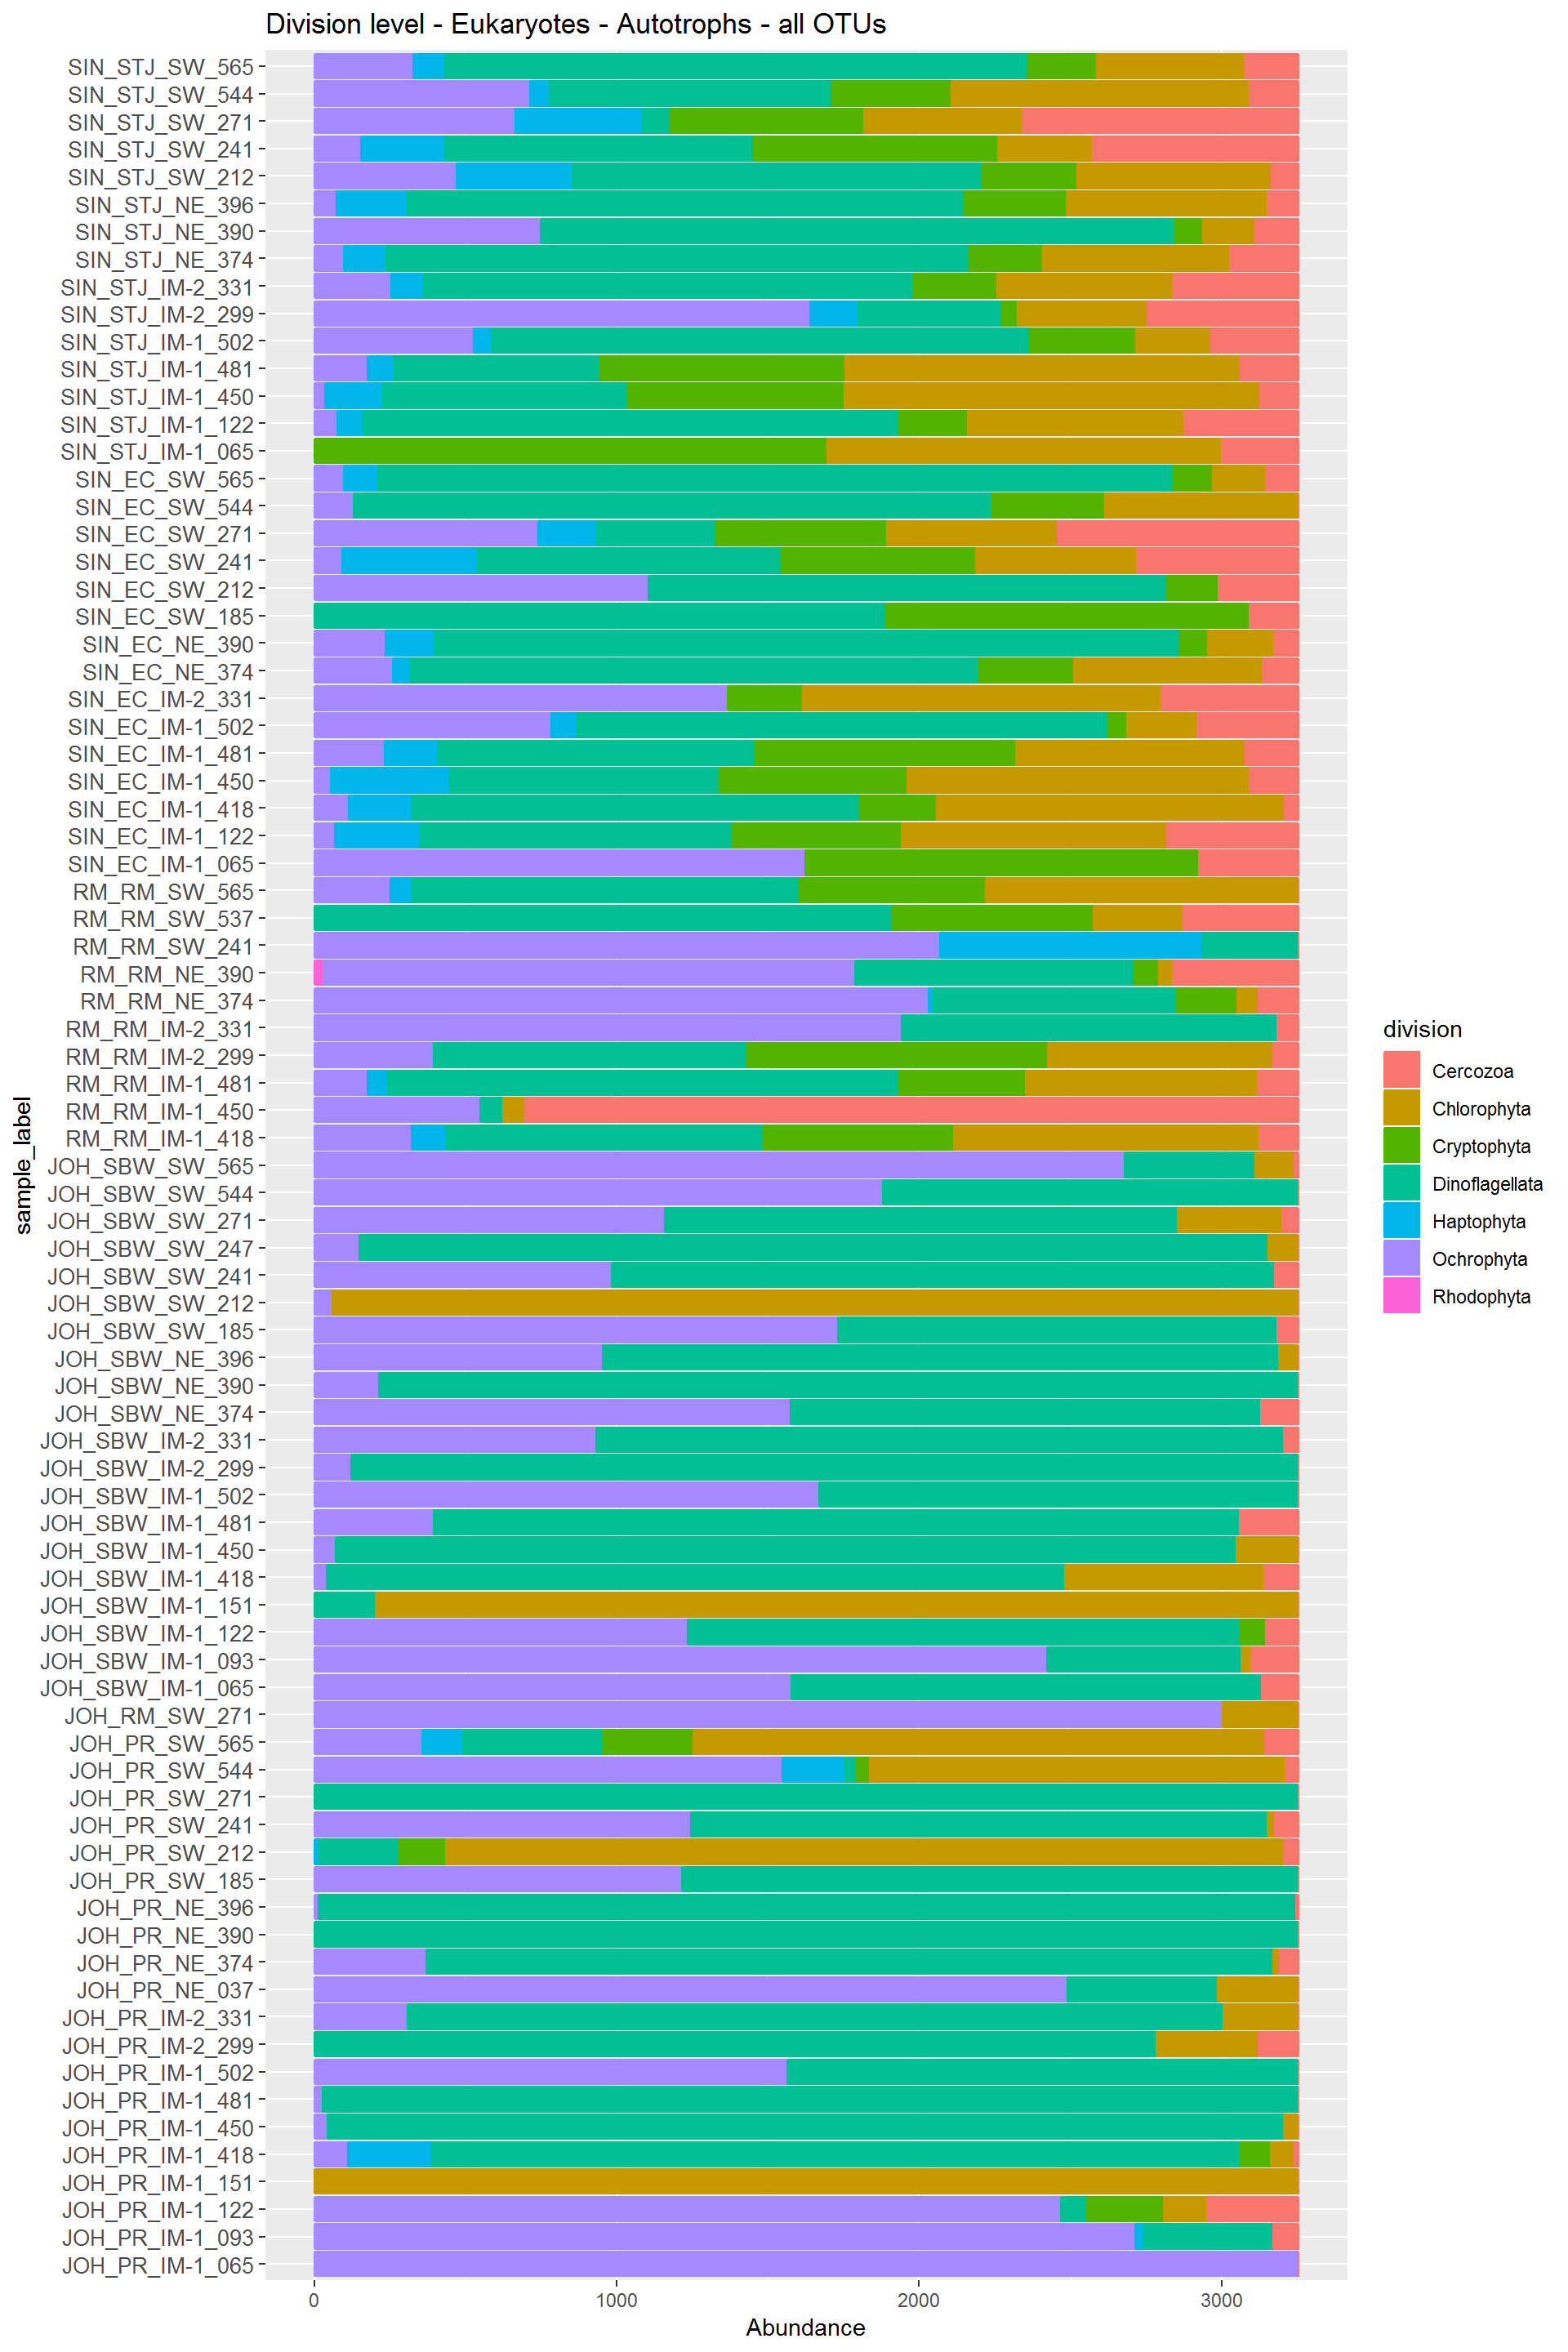 Division level - Eukaryotes - Autotrophs - all OTUs
SIN_STJ_SW_565
SIN_STJ_SW_544
SIN_STJ_SW_271
SIN_STJ_SW_241
SIN_STJ_SW_212
SIN_STJ_NE_396
SIN_STJ_NE_390
SIN_STJ_NE_374
SIN_STJ_IM-2_331
SIN_STJ_IM-2_299
SIN_STJ_IM-1_502
SIN_STJ_IM-1_481
SIN_STJ_IM-1_450
SIN_STJ_IM-1_122
SIN_STJ_IM-1_065
SIN_EC_SW_565
SIN_EC_SW_544
SIN_EC_SW_271
SIN_EC_SW_241
SIN_EC_SW_212
SIN_EC_SW_185
SIN_EC_NE_390
SIN_EC_NE_374
SIN_EC_IM-2_331
SIN_EC_IM-1_502
SIN_EC_IM-1_481
SIN_EC_IM-1_450
SIN_EC_IM-1_418
SIN_EC_IM-1_122
SIN_EC_IM-1_065
RM_RM_SW_565
RM_RM_SW_537
RM_RM_SW_241
RM_RM_NE_390
RM_RM_NE_374
RM_RM_IM-2_331
RM_RM_IM-2_299
RM_RM_IM-1_481
RM_RM_IM-1_450
RM_RM_IM-1_418
JOH_SBW_SW_565
JOH_SBW_SW_544
JOH_SBW_SW_271
JOH_SBW_SW_247
JOH_SBW_SW_241
JOH_SBW_SW_212
JOH_SBW_SW_185
JOH_SBW_NE_396
JOH_SBW_NE_390
JOH_SBW_NE_374
JOH_SBW_IM-2_331
JOH_SBW_IM-2_299
JOH_SBW_IM-1_502
JOH_SBW_IM-1_481
JOH_SBW_IM-1_450
JOH_SBW_IM-1_418
JOH_SBW_IM-1_151
JOH_SBW_IM-1_122
JOH_SBW_IM-1_093
JOH_SBW_IM-1_065
JOH_RM_SW_271
JOH_PR_SW_565
JOH_PR_SW_544
JOH_PR_SW_271
JOH_PR_SW_241
JOH_PR_SW_212
JOH_PR_SW_185
JOH_PR_NE_396
JOH_PR_NE_390
JOH_PR_NE_374
JOH_PR_NE_037
JOH_PR_IM-2_331
JOH_PR_IM-2_299
JOH_PR_IM-1_502
JOH_PR_IM-1_481
JOH_PR_IM-1_450
JOH_PR_IM-1_418
JOH_PR_IM-1_151
JOH_PR_IM-1_122
JOH_PR_IM-1_093
JOH_PR_IM-1_065
sample_label
0 1000 2000 3000
Abundance
division
Cercozoa
Chlorophyta
Cryptophyta
Dinoflagellata
Haptophyta
Ochrophyta
Rhodophyta